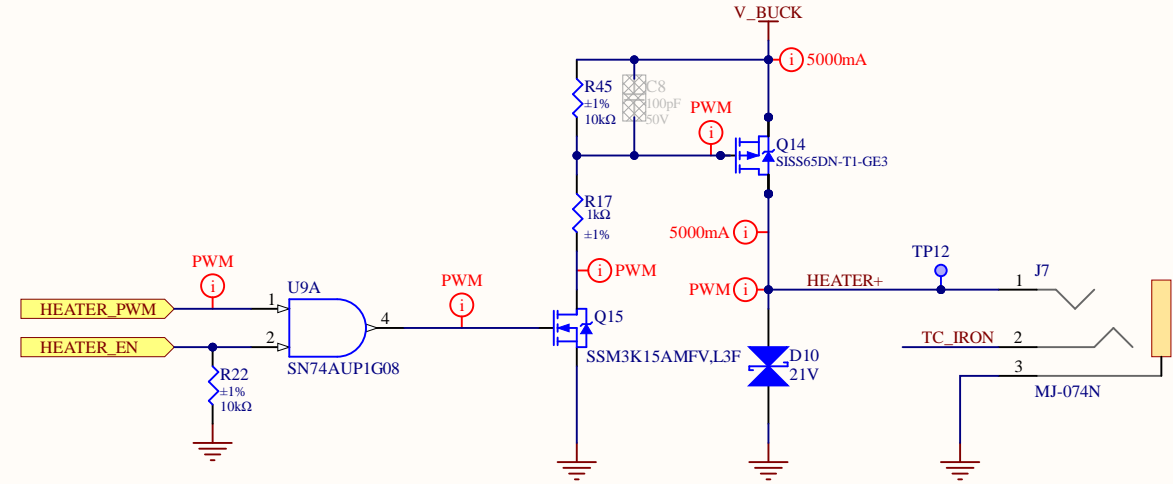 V_BUCK
i 5000mA
R45
±1%
10kΩ
C8
100pF
50V
PWM
i
Q14
SISS65DN-T1-GE3
R17
1kΩ
±1%
5000mA i
TP12
PWM
i
i PWM
PWM i
HEATER+
1
J7
U9A
PWM
i
HEATER_PWM
1
4
Q15
HEATER_EN
2
SSM3K15AMFV,L3F
TC_IRON
2
SN74AUP1G08
D10
21V
3
MJ-074N
R22
±1%
10kΩ